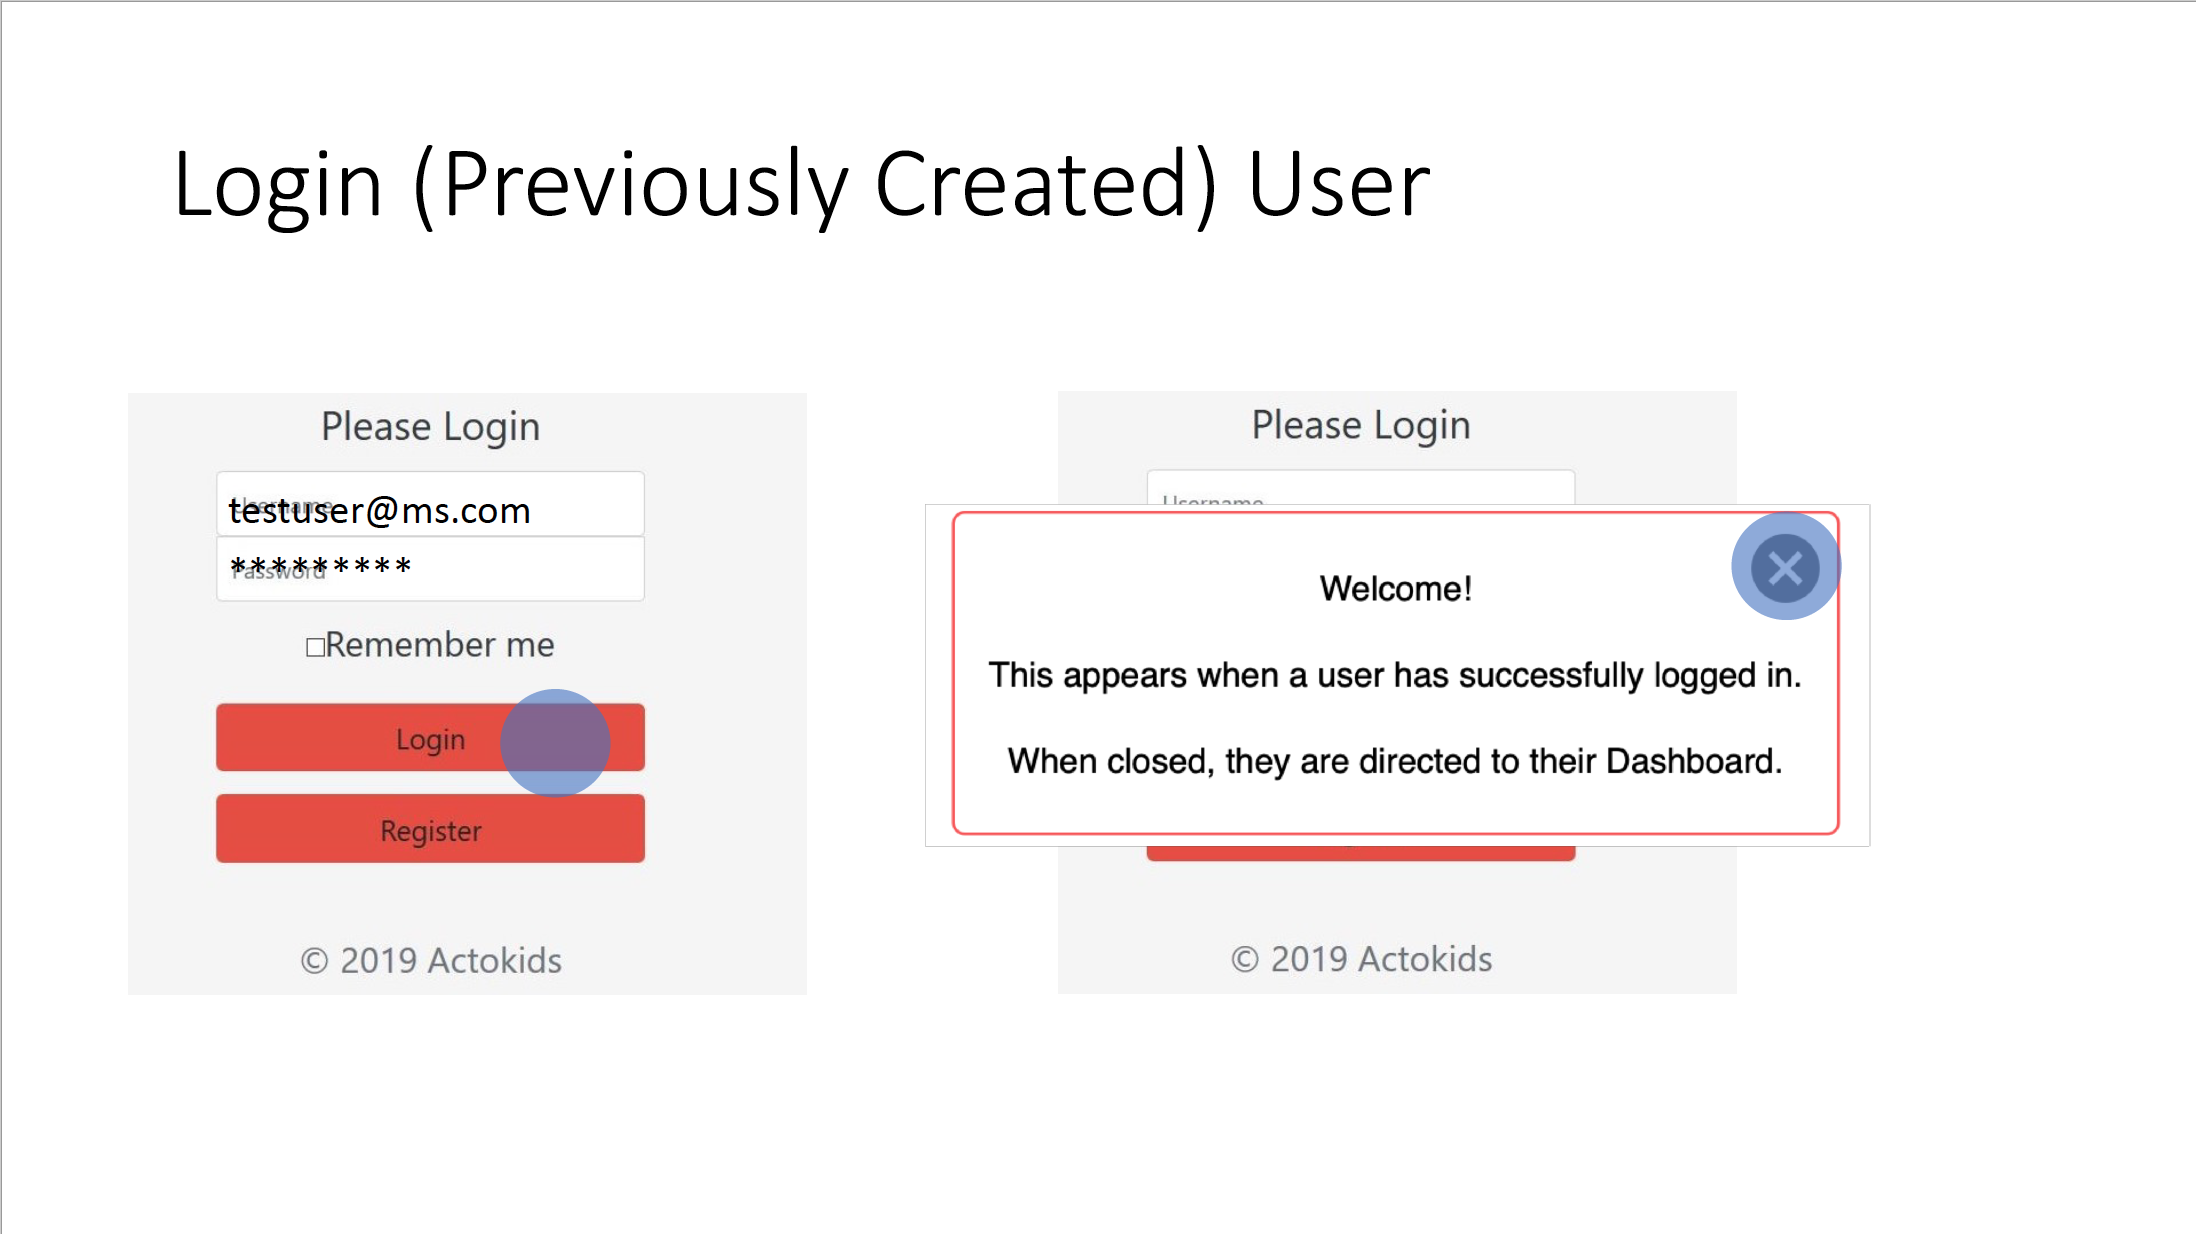 Login (Previously Created) User
Please Login
Username
testuser@ms.com
Password
*********
Remember me
Login
Register
© 2019 Actokids
Please Login
Username
Welcome!
This appears when a user has successfully logged in.
When closed, they are directed to their Dashboard.
© 2019 Actokids